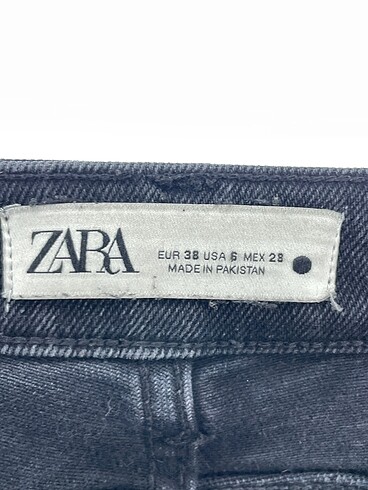 ZARA
EUR 38 USA 6 MEX 28
MADE IN PAKISTAN